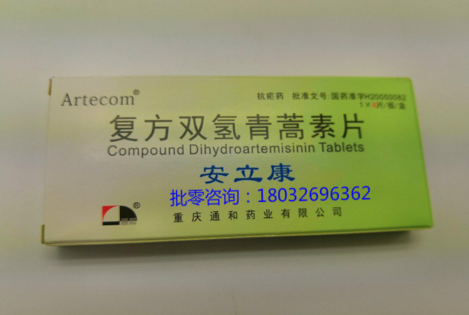 Artecom®
抗疟药 批准文号:国药准字H20050082
复方双氢青蒿素片
Compound Dihydroartemisinin Tablets
安立康
批零咨询：18032696362
®
重庆通和药业有限公司